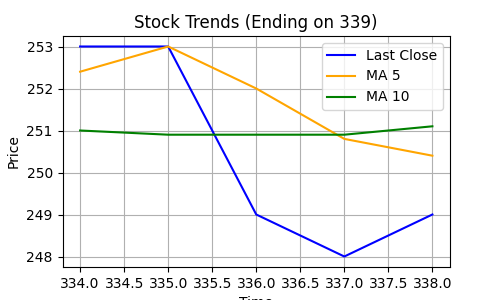 Stock Trends (Ending on 339)
253
252
251
250
249
248
Price
Last Close
MA 5
MA 10
334.0 334.5 335.0 335.5 336.0 336.5 337.0 337.5 338.0
Time